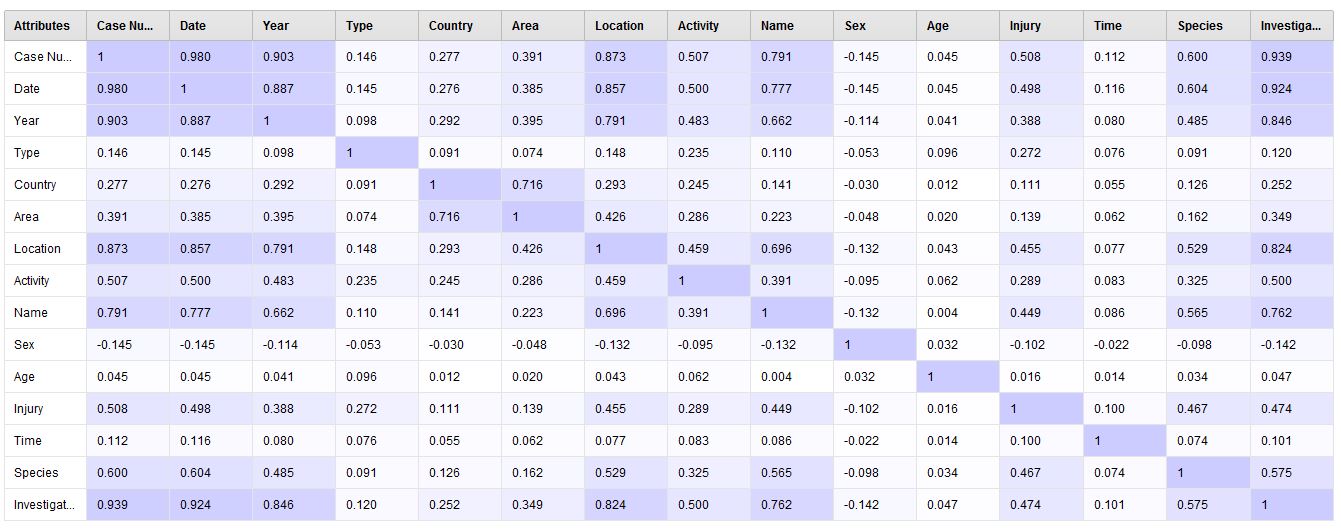 Attributes Case Nu... Date Year Type Country Area Location Activity Name Sex Age Injury Time Species Investiga...
Case Nu... 1 0.980 0.903 0.146 0.277 0.391 0.873 0.507 0.791 -0.145 0.045 0.508 0.112 0.600 0.939
Date 0.980 1 0.887 0.145 0.276 0.385 0.857 0.500 0.777 -0.145 0.045 0.498 0.116 0.604 0.924
Year 0.903 0.887 1 0.098 0.292 0.395 0.791 0.483 0.662 -0.114 0.041 0.388 0.080 0.485 0.846
Type 0.146 0.145 0.098 1 0.091 0.074 0.148 0.235 0.110 -0.053 0.096 0.272 0.076 0.091 0.120
Country 0.277 0.276 0.292 0.091 1 0.716 0.293 0.245 0.141 -0.030 0.012 0.111 0.055 0.126 0.252
Area 0.391 0.385 0.395 0.074 0.716 1 0.426 0.286 0.223 -0.048 0.020 0.139 0.062 0.162 0.349
Location 0.873 0.857 0.791 0.148 0.293 0.426 1 0.459 0.696 -0.132 0.043 0.455 0.077 0.529 0.824
Activity 0.507 0.500 0.483 0.235 0.245 0.286 0.459 1 0.391 -0.095 0.062 0.289 0.083 0.325 0.500
Name 0.791 0.777 0.662 0.110 0.141 0.223 0.696 0.391 1 -0.132 0.004 0.449 0.086 0.565 0.762
Sex -0.145 -0.145 -0.114 -0.053 -0.030 -0.048 -0.132 -0.095 -0.132 1 0.032 -0.102 -0.022 -0.098 -0.142
Age 0.045 0.045 0.041 0.096 0.012 0.020 0.043 0.062 0.004 0.032 1 0.016 0.014 0.034 0.047
Injury 0.508 0.498 0.388 0.272 0.111 0.139 0.455 0.289 0.449 -0.102 0.016 1 0.100 0.467 0.474
Time 0.112 0.116 0.080 0.076 0.055 0.062 0.077 0.083 0.086 -0.022 0.014 0.100 1 0.074 0.101
Species 0.600 0.604 0.485 0.091 0.126 0.162 0.529 0.325 0.565 -0.098 0.034 0.467 0.074 1 0.575
Investigat... 0.939 0.924 0.846 0.120 0.252 0.349 0.824 0.500 0.762 -0.142 0.047 0.474 0.101 0.575 1